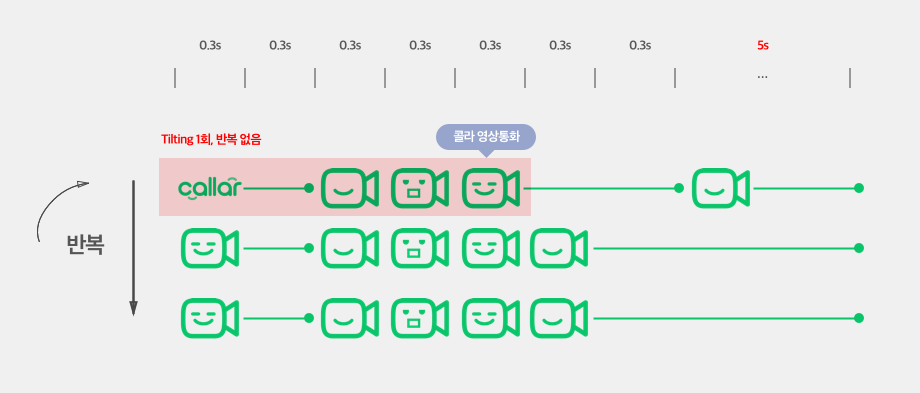 0.3s 0.3s 0.3s 0.3s 0.3s 0.3s 0.3s 5s
...
Tilting 1회, 반복 없음
콜라 영상통화
callar
반복